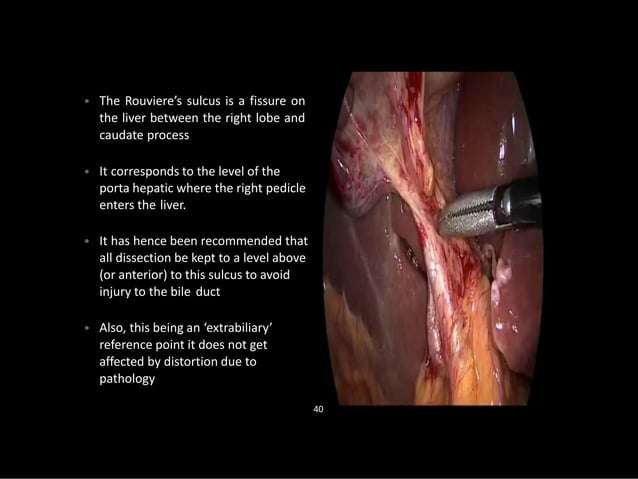 • The Rouviere’s sulcus is a fissure on
the liver between the right lobe and
caudate process
• It corresponds to the level of the
porta hepatic where the right pedicle
enters the liver.
• It has hence been recommended that
all dissection be kept to a level above
(or anterior) to this sulcus to avoid
injury to the bile duct
• Also, this being an ‘extrabiliary’
reference point it does not get
affected by distortion due to
pathology
40